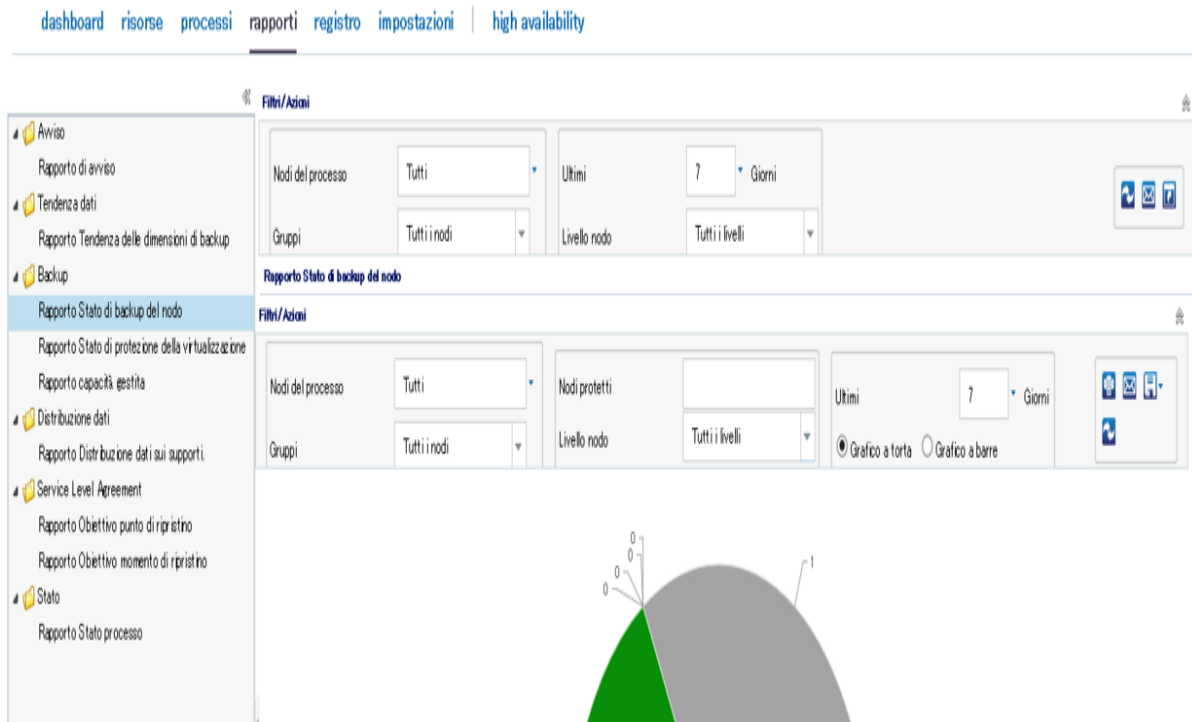 dashboard risorse processi rapporti registro impostazioni high availability
Avviso
Rapporto di avviso
Tendenza dati
Rapporto Tendenza delle dimensioni di backup
Backup
Rapporto Stato di backup del nodo
Rapporto Stato di protezione della virtualizzazione
Rapporto capacità gestita
Distribuzione dati
Rapporto Distribuzione dati sui supporti.
Service Level Agreement
Rapporto Obiettivo punto di ripristino
Rapporto Obiettivo momento di ripristino
Stato
Rapporto Stato processo
Filtri/Azioni
Nodi del processo Tutti Ultimi 7 Giorni
Gruppi Tutti i nodi Livello nodo Tutti i livelli
Rapporto Stato di backup del nodo
Filtri/Azioni
Nodi del processo Tutti Nodi protetti Ultimi 7 Giorni
Gruppi Tutti i nodi Livello nodo Tutti i livelli Grafico a torta Grafico a barre
0
0
0
0
1